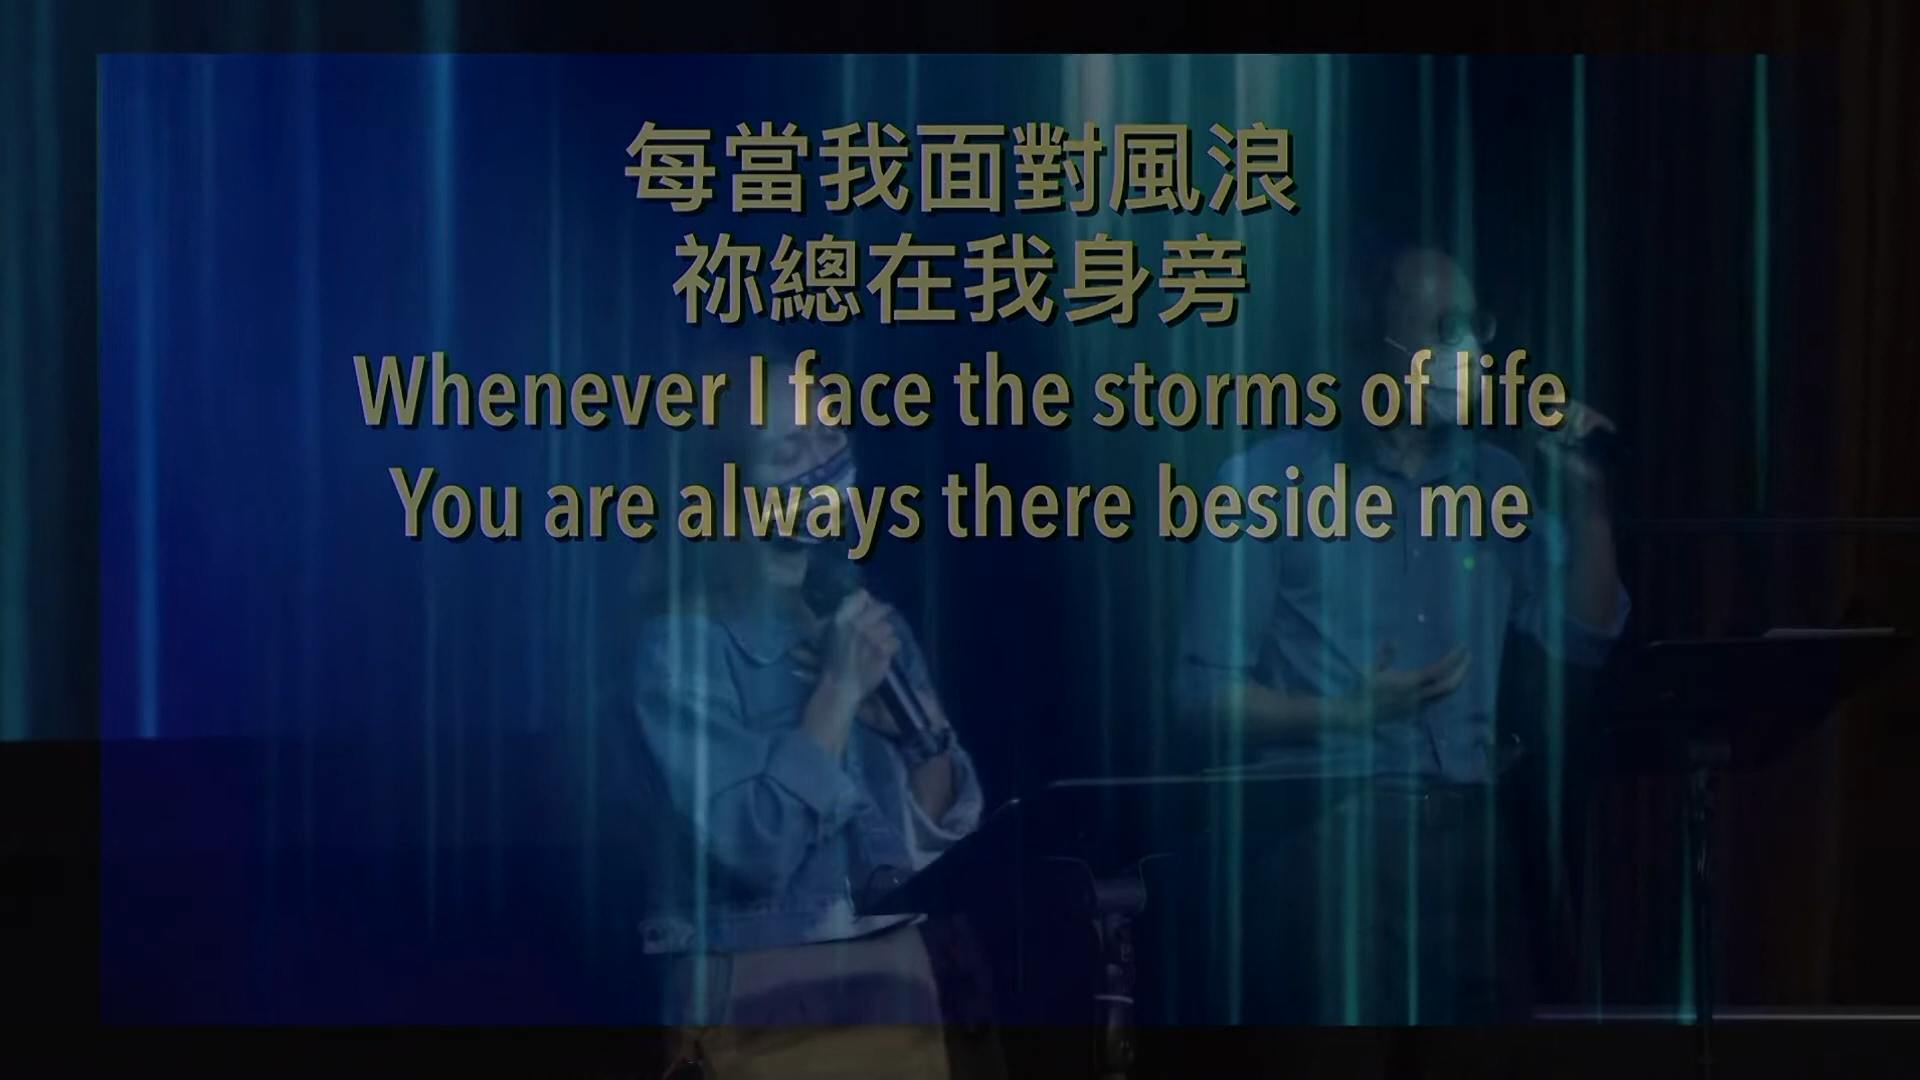 每當我面對風浪
祢總在我身旁
Whenever I face the storms of life
You are always there beside me